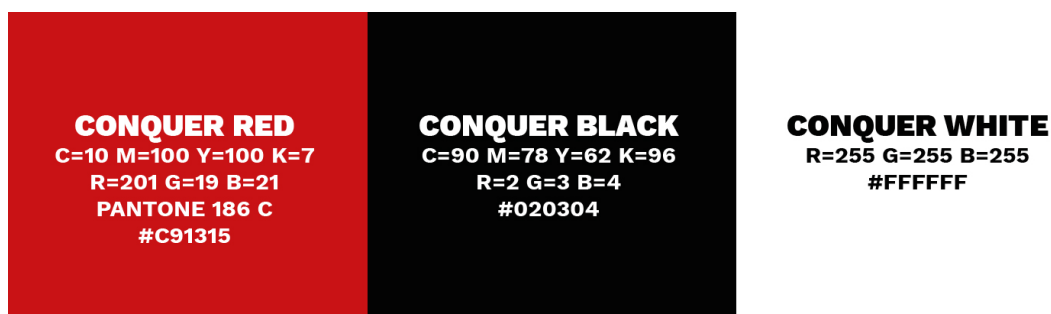 CONQUER RED
C=10 M=100 Y=100 K=7
R=201 G=19 B=21
PANTONE 186 C
#C91315
CONQUER BLACK
C=90 M=78 Y=62 K=96
R=2 G=3 B=4
#020304
CONQUER WHITE
R=255 G=255 B=255
#FFFFFF